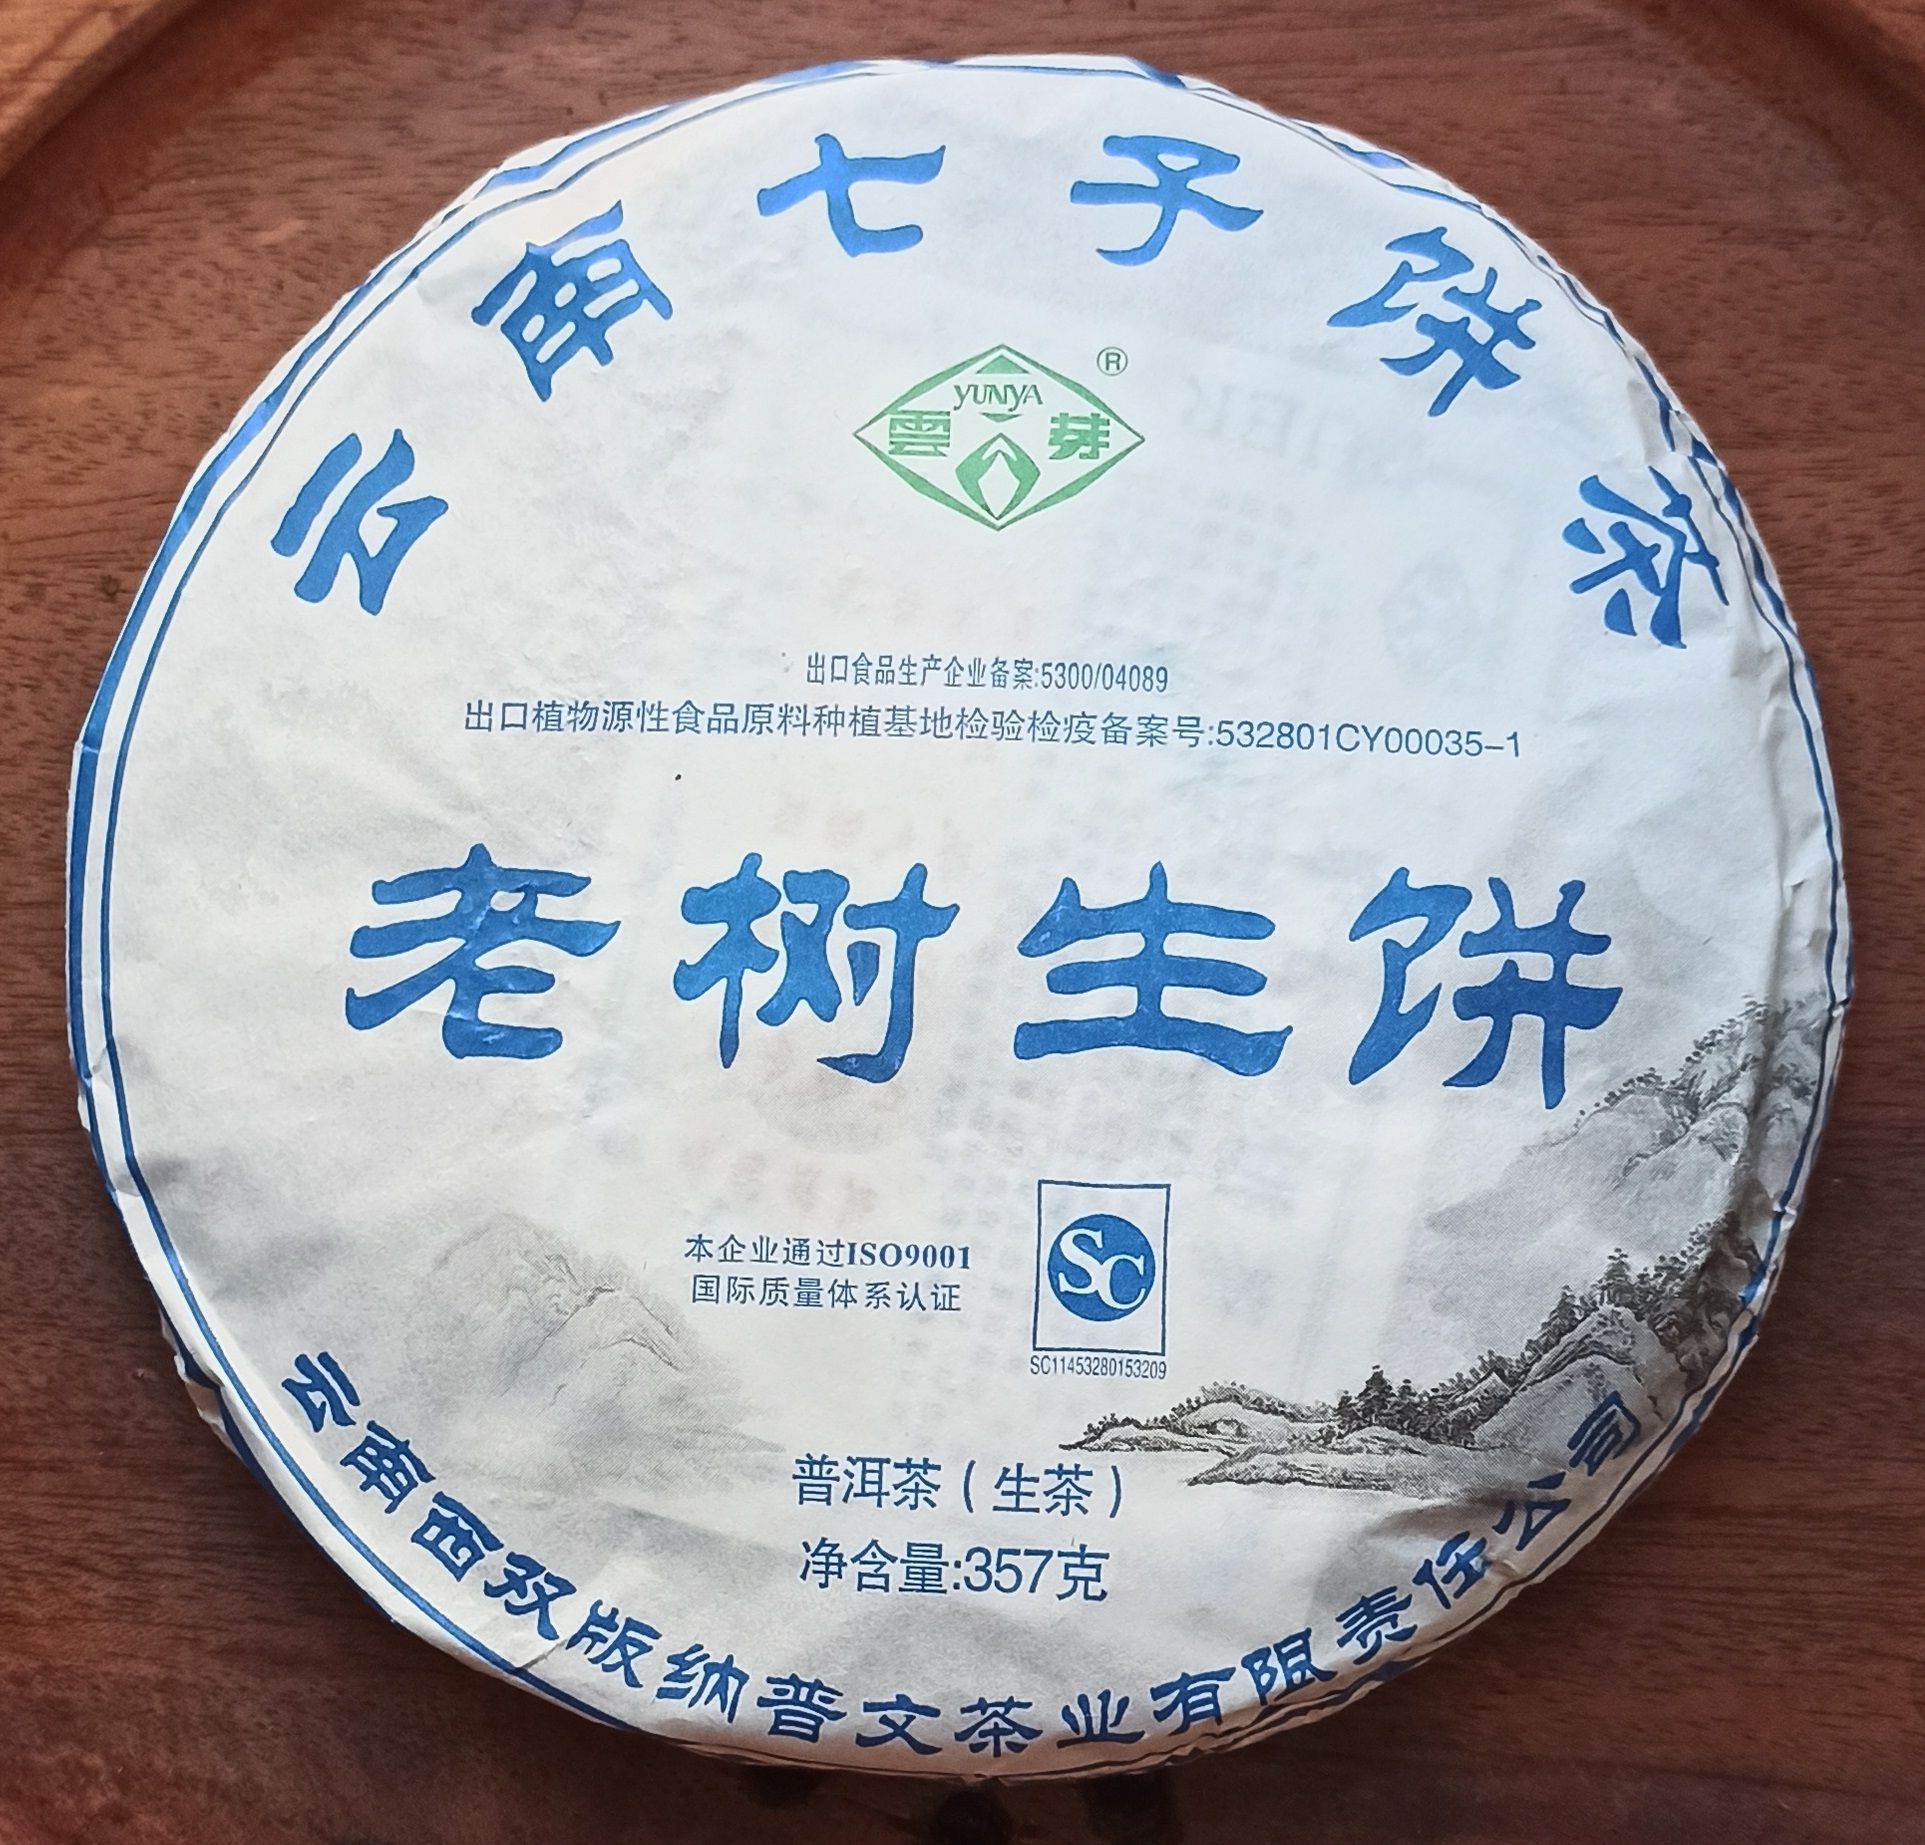 云南七子饼茶
YUNYA
雲芽
®
出口食品生产企业备案:5300/04089
出口植物源性食品原料种植基地检验检疫备案号:532801CY00035-1
老树生饼
本企业通过ISO9001
国际质量体系认证
SC
SC11453280153209
普洱茶(生茶)
净含量:357克
云南西双版纳普文茶业有限责任公司